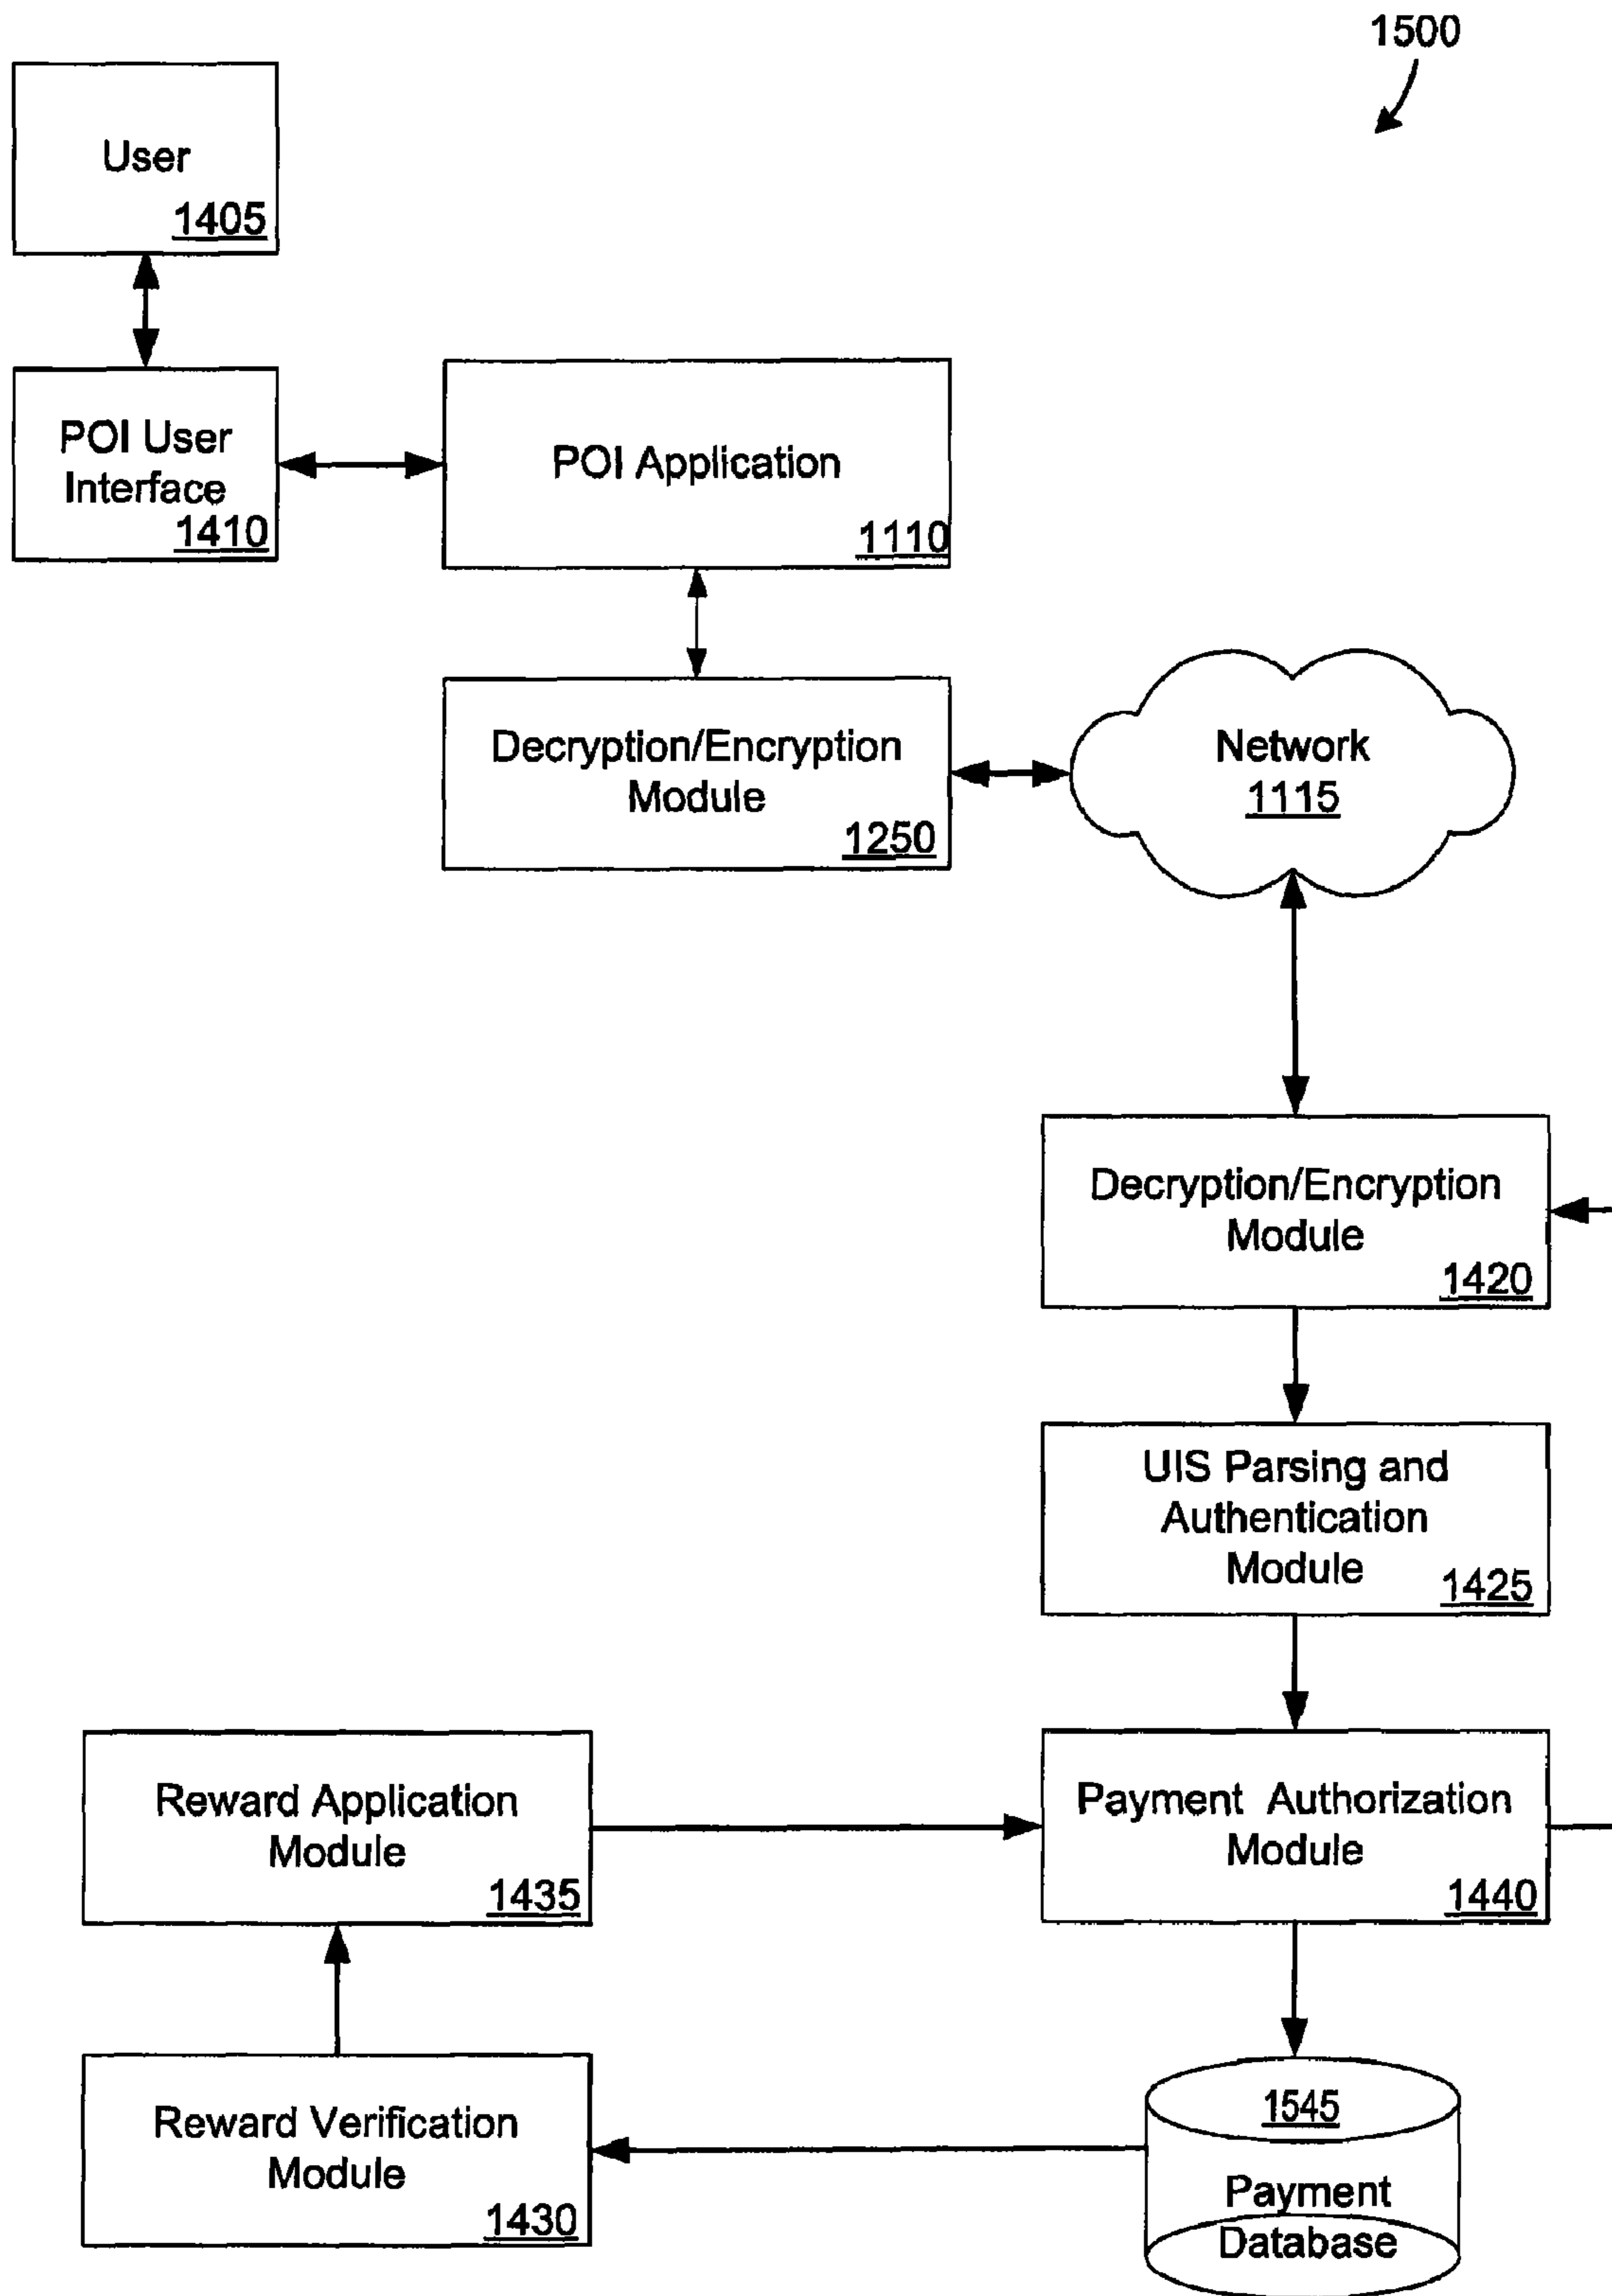 1500
User
1405
POI User
Interface
1410
POI Application
1110
Decryption/Encryption
Module
1250
Network
1115
Decryption/Encryption
Module
1420
UIS Parsing and
Authentication
Module
1425
Reward Application
Module
1435
Payment Authorization
Module
1440
Reward Verification
Module
1430
1545
Payment
Database